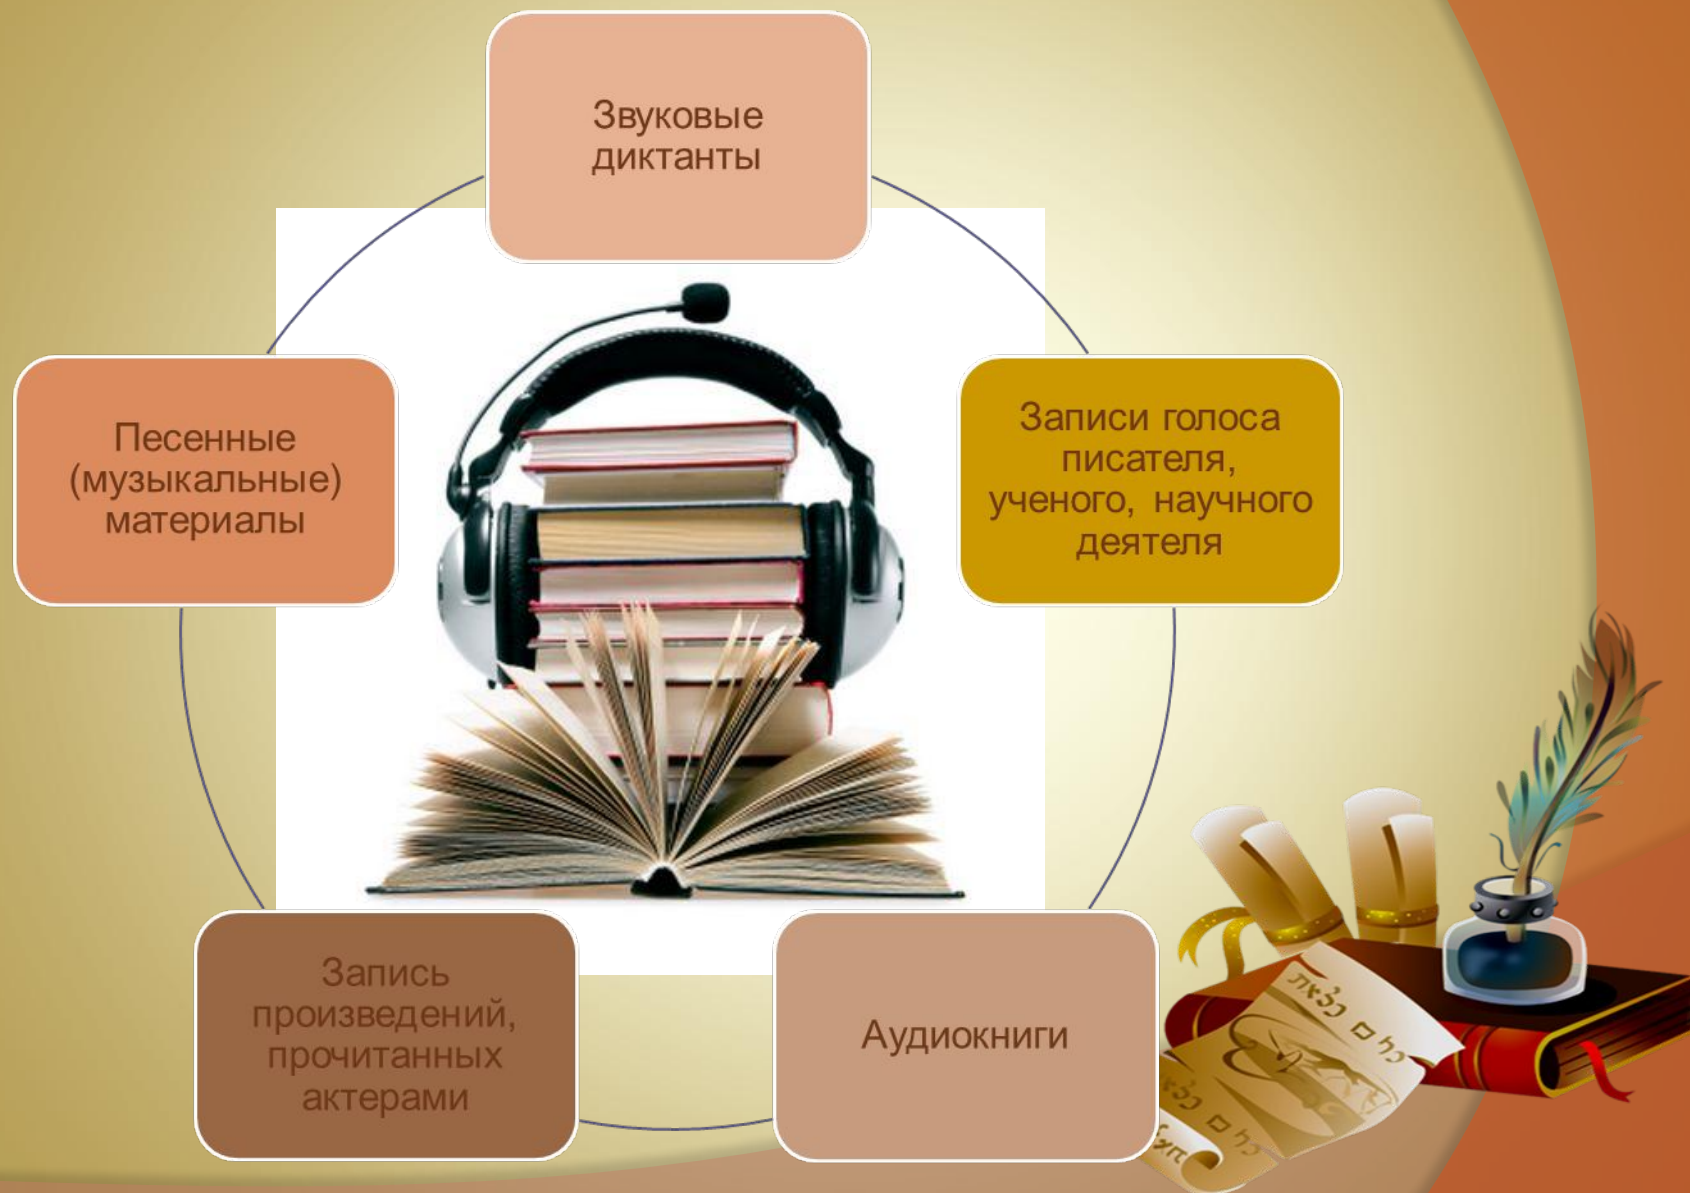 Звуковые
диктанты
Песенные
(музыкальные)
материалы
Записи голоса
писателя,
ученого, научного
деятеля
Запись
произведений,
прочитанных
актерами
Аудиокниги